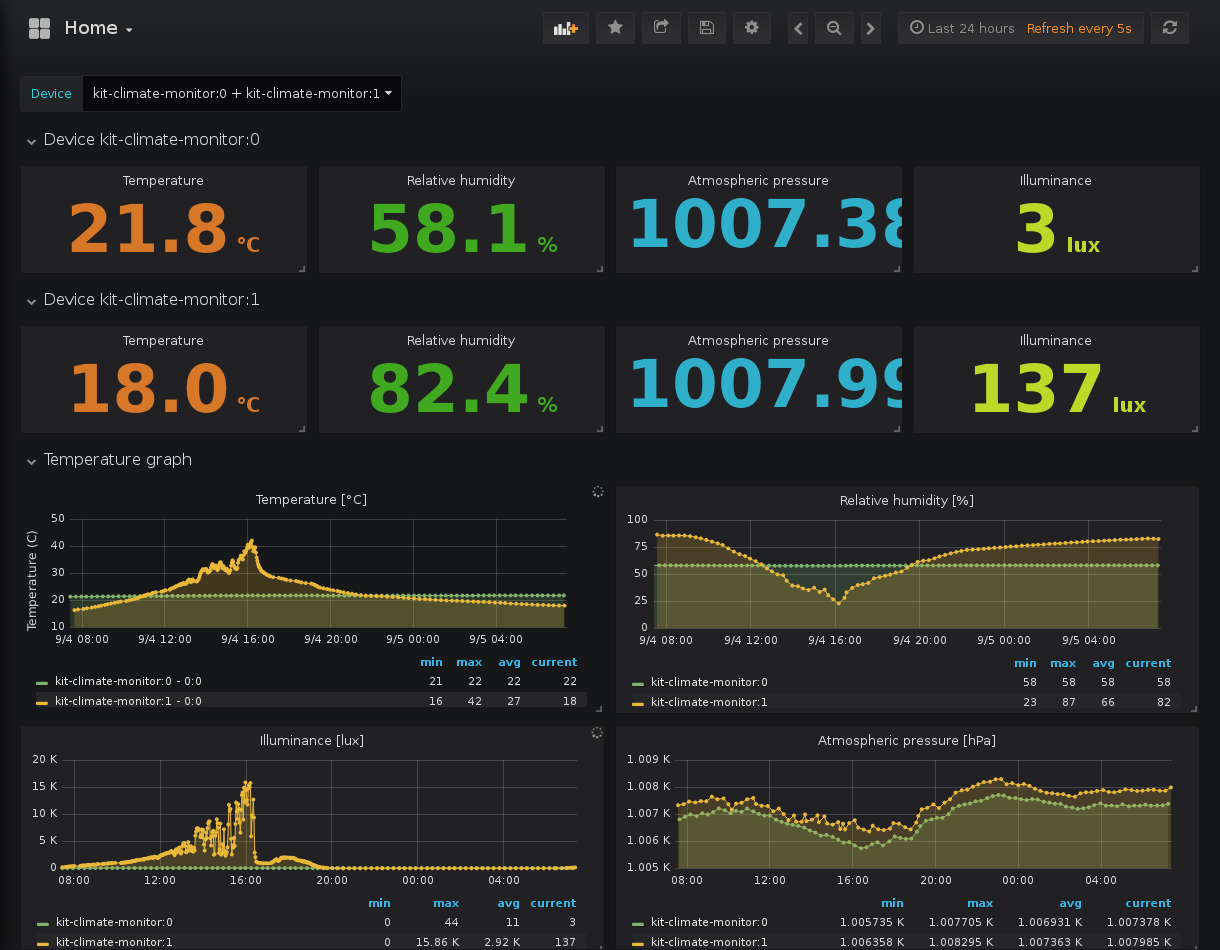 Home
Last 24 hours Refresh every 5s
Device kit-climate-monitor:0 + kit-climate-monitor:1
Device kit-climate-monitor:0
Temperature Relative humidity Atmospheric pressure Illuminance
21.8 °C 58.1 % 1007.38 3 lux
Device kit-climate-monitor:1
Temperature Relative humidity Atmospheric pressure Illuminance
18.0 °C 82.4 % 1007.99 137 lux
Temperature graph
Temperature [°C]
Temperature (C)
50
40
30
20
10
9/4 08:00 9/4 12:00 9/4 16:00 9/4 20:00 9/5 00:00 9/5 04:00
min max avg current
kit-climate-monitor:0 - 0:0 21 22 22 22
kit-climate-monitor:1 - 0:0 16 42 27 18
Relative humidity [%]
100
75
50
25
0
9/4 08:00 9/4 12:00 9/4 16:00 9/4 20:00 9/5 00:00 9/5 04:00
min max avg current
kit-climate-monitor:0 58 58 58 58
kit-climate-monitor:1 23 87 66 82
Illuminance [lux]
20 K
15 K
10 K
5 K
0
08:00 12:00 16:00 20:00 00:00 04:00
min max avg current
kit-climate-monitor:0 0 44 11 3
kit-climate-monitor:1 0 15.86 K 2.92 K 137
Atmospheric pressure [hPa]
1.009 K
1.008 K
1.007 K
1.006 K
1.005 K
08:00 12:00 16:00 20:00 00:00 04:00
min max avg current
kit-climate-monitor:0 1.005735 K 1.007705 K 1.006931 K 1.007378 K
kit-climate-monitor:1 1.006358 K 1.008295 K 1.007363 K 1.007985 K